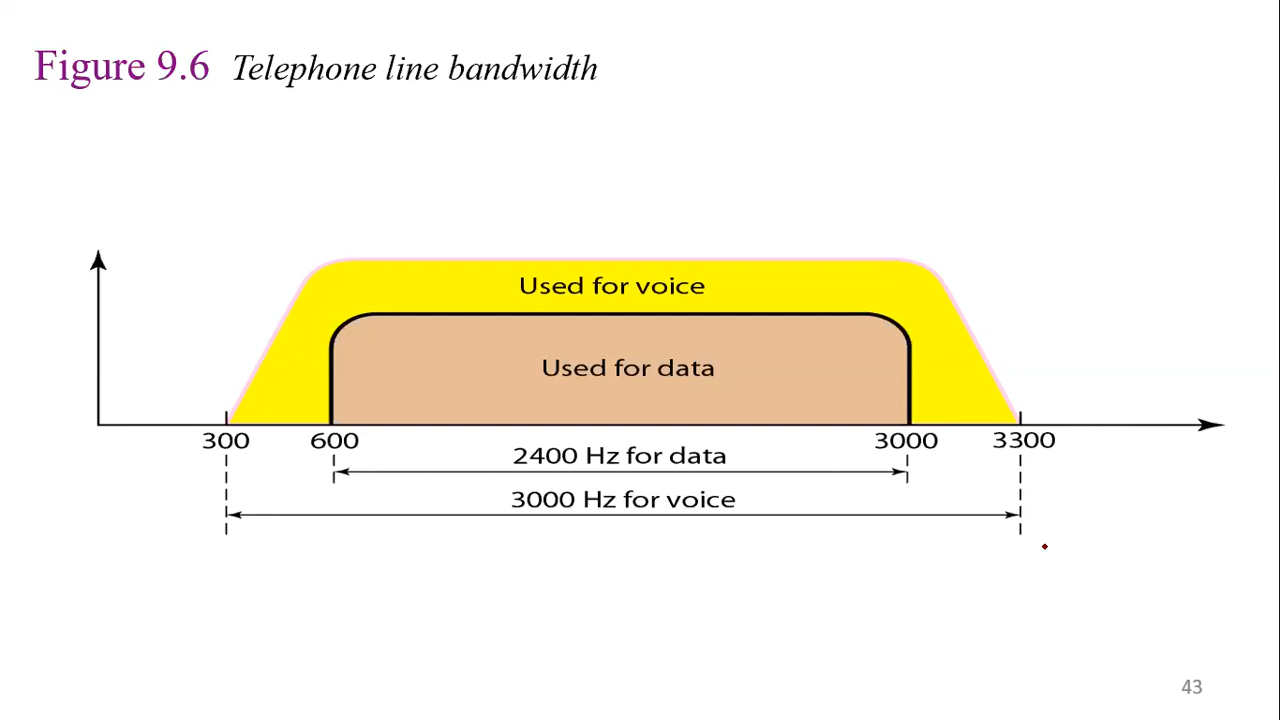 Figure 9.6 Telephone line bandwidth
Used for voice
Used for data
300 600 3000 3300
2400 Hz for data
3000 Hz for voice
43